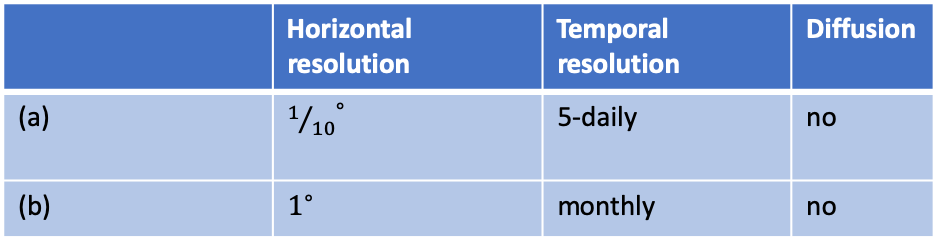 Horizontal resolution Temporal resolution Diffusion
(a) 1/10° 5-daily no
(b) 1° monthly no